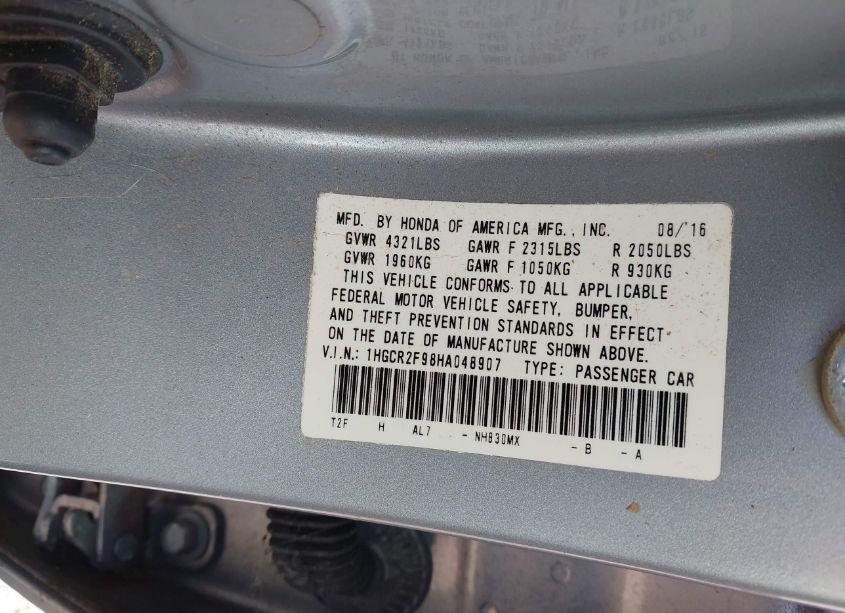 MFD. BY HONDA OF AMERICA MFG., INC. 08/'16
GVWR 4321LBS GAWR F 2315LBS R 2050LBS
GVWR 1960KG GAWR F 1050KG R 930KG
THIS VEHICLE CONFORMS TO ALL APPLICABLE
FEDERAL MOTOR VEHICLE SAFETY, BUMPER,
AND THEFT PREVENTION STANDARDS IN EFFECT
ON THE DATE OF MANUFACTURE SHOWN ABOVE.
V.I.N.: 1HGCR2F98HA048907 TYPE: PASSENGER CAR
T2F H AL7 - NH830MX - B - A